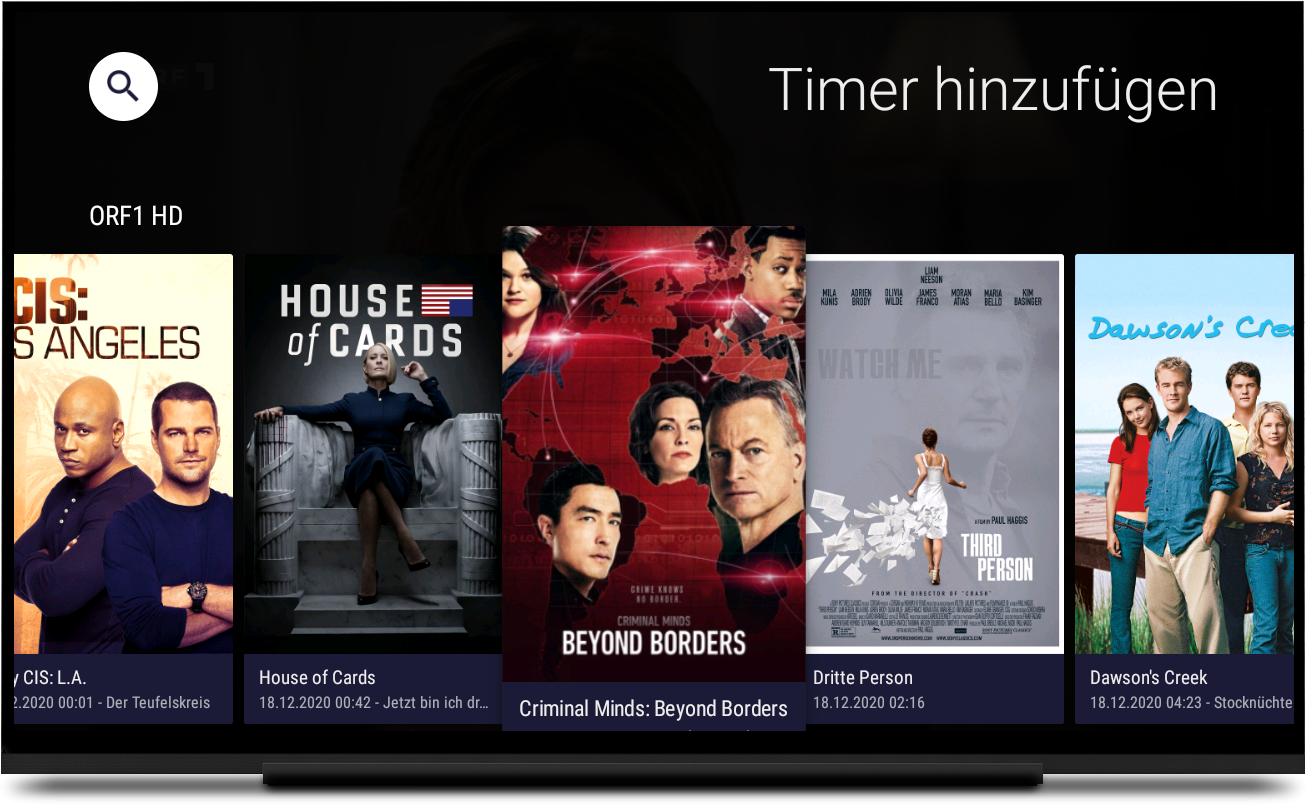 Timer hinzufügen
ORF1 HD
CIS:
S ANGELES
HOUSE
of CARDS
CRIME KNOWS
NO BORDER.
CRIMINAL MINDS
BEYOND BORDERS
LIAM
NEESON
MILA
KUNIS
ADRIEN
BRODY
OLIVIA
WILDE
JAMES
FRANCO
MORAN
ATIAS
MARIA
BELLO
KIM
BASINGER
WATCH ME
A FILM BY PAUL HAGGIS
THIRD
PERSON
FROM THE DIRECTOR OF "CRASH"
Dawson's Cre
y CIS: L.A.
2.2020 00:01 - Der Teufelskreis
House of Cards
18.12.2020 00:42 - Jetzt bin ich dr…
Criminal Minds: Beyond Borders
Dritte Person
18.12.2020 02:16
Dawson's Creek
18.12.2020 04:23 - Stocknüchte